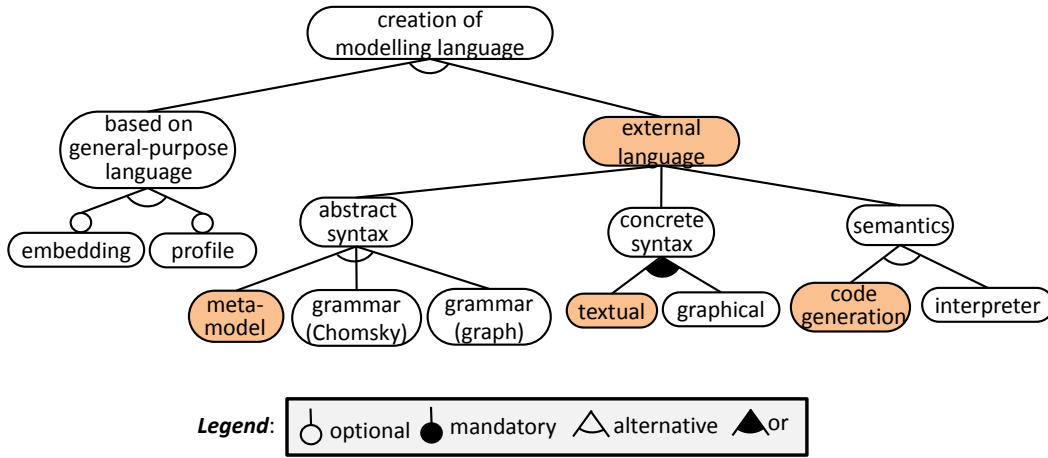 creation of
modelling language
based on
general-purpose
language
external
language
embedding
profile
abstract
syntax
concrete
syntax
semantics
meta-
model
grammar
(Chomsky)
grammar
(graph)
textual
graphical
code
generation
interpreter
Legend: optional mandatory alternative or